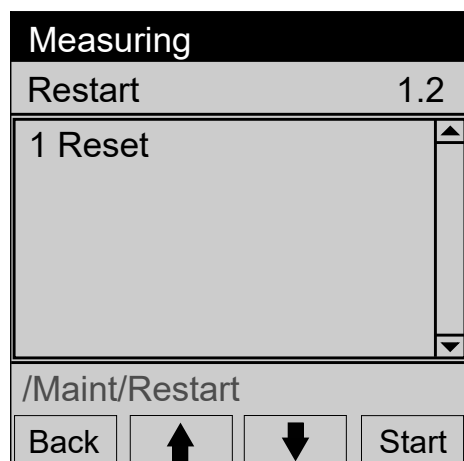 Measuring
Restart 1.2
1 Reset
/Maint/Restart
Back Start